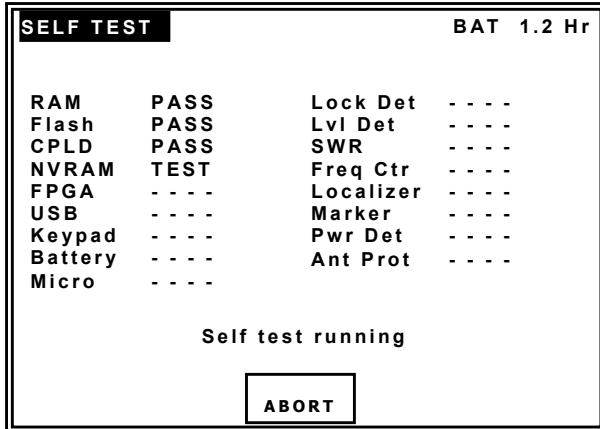 SELF TEST BAT 1.2 Hr
RAM PASS Lock Det - - - -
Flash PASS Lvl Det - - - -
CPLD PASS SWR - - - -
NVRAM TEST Freq Ctr - - - -
FPGA - - - - Localizer - - - -
USB - - - - Marker - - - -
Keypad - - - - Pwr Det - - - -
Battery - - - - Ant Prot - - - -
Micro - - - -
Self test running
ABORT